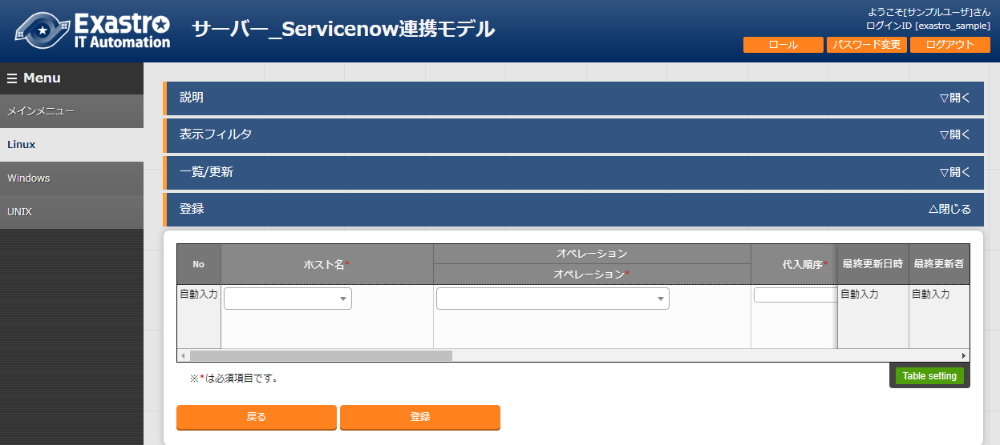 Exastro
IT Automation
サーバー_Servicenow連携モデル
ようこそ[サンプルユーザ]さん
ログインID [exastro_sample]
ロール
パスワード変更
ログアウト
Menu
メインメニュー
Linux
Windows
UNIX
説明
▽開く
表示フィルタ
▽開く
一覧/更新
▽開く
登録
△閉じる
No
ホスト名*
オペレーション
オペレーション*
代入順序*
最終更新日時
最終更新者
自動入力
自動入力
自動入力
※*は必須項目です。
Table setting
戻る
登録